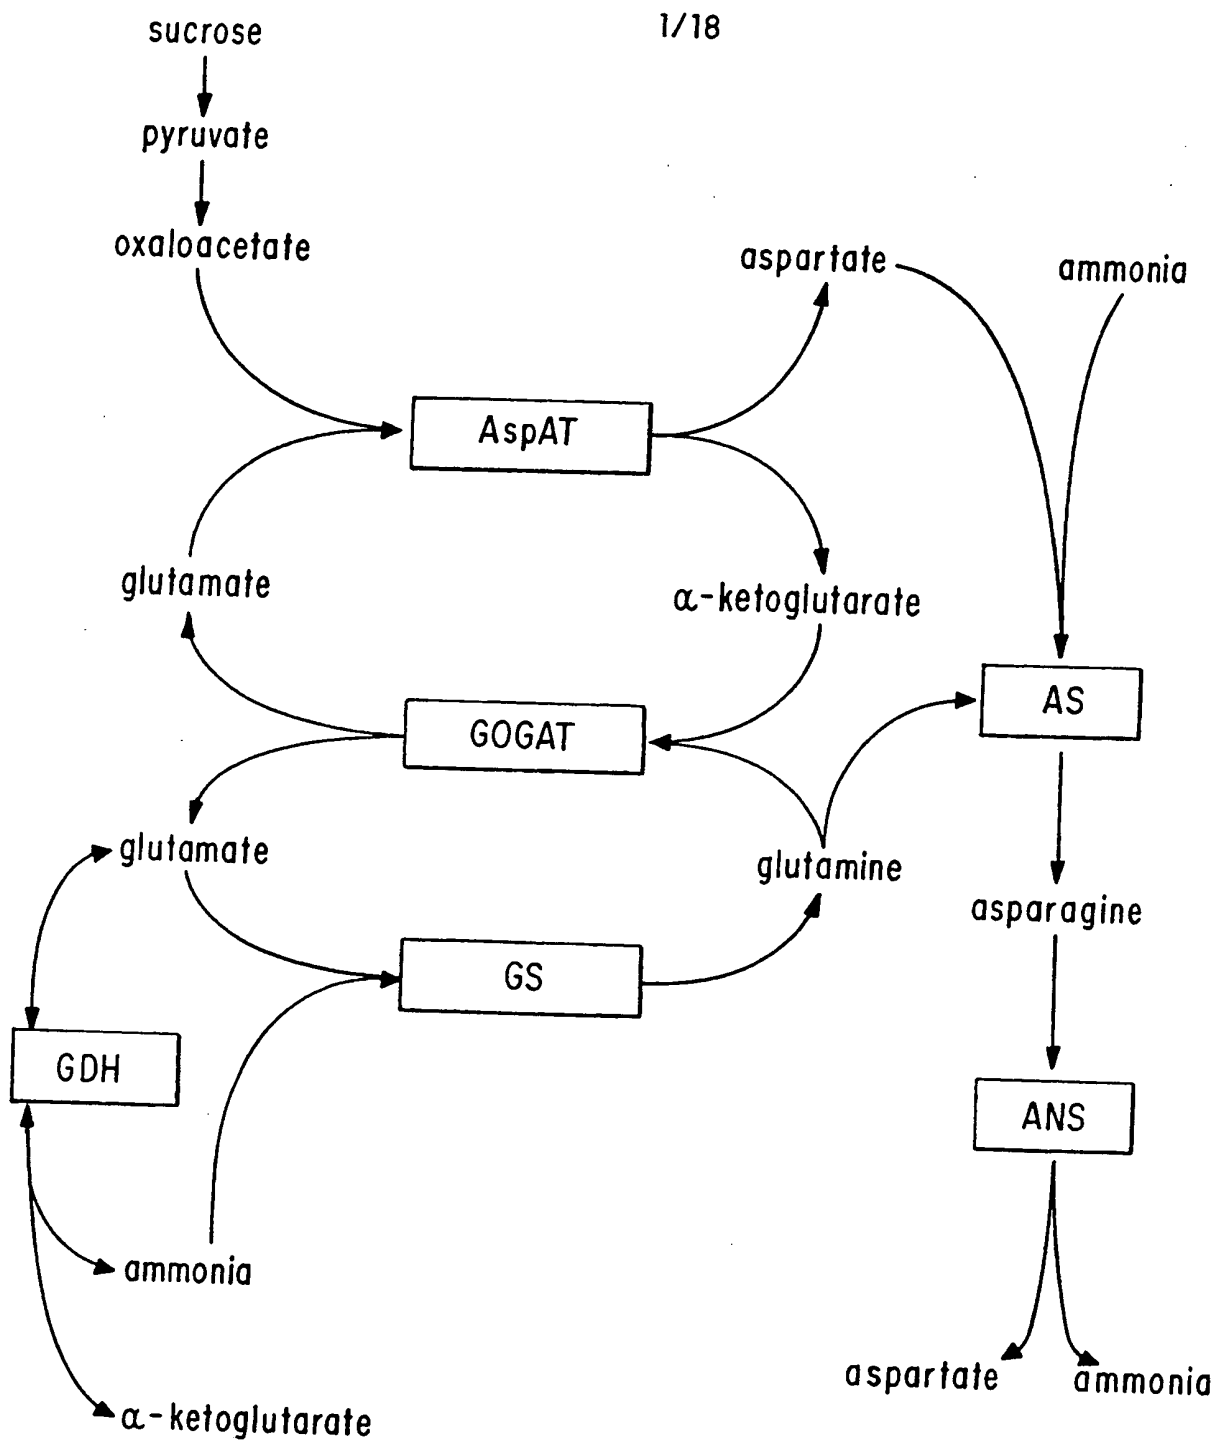 1/18
sucrose
pyruvate
oxaloacetate
aspartate
ammonia
AspAT
glutamate
α-ketoglutarate
AS
GOGAT
glutamate
glutamine
asparagine
GS
GDH
ANS
ammonia
aspartate
ammonia
α-ketoglutarate